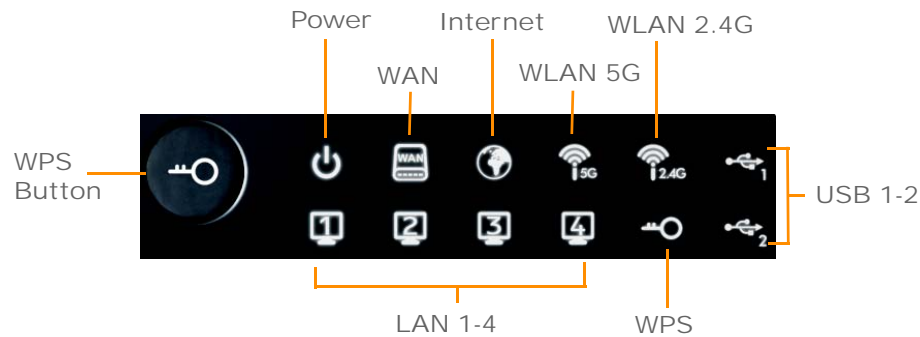 Power
Internet
WLAN 2.4G
WAN
WLAN 5G
WPS
Button
WAN
5G
2.4G
1
USB 1-2
1
2
3
4
2
LAN 1-4
WPS